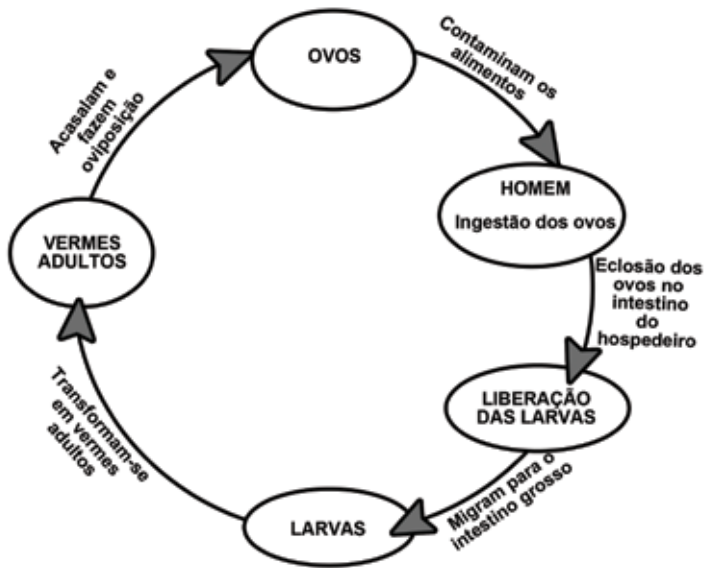 OVOS
Contaminam os
alimentos
HOMEM
Ingestão dos ovos
Eclosão dos
ovos no
intestino
do
hospedeiro
LIBERAÇÃO
DAS LARVAS
Migram para o
intestino grosso
LARVAS
Transformam-se
em vermes
adultos
VERMES
ADULTOS
Acasalam e
fazem
oviposição